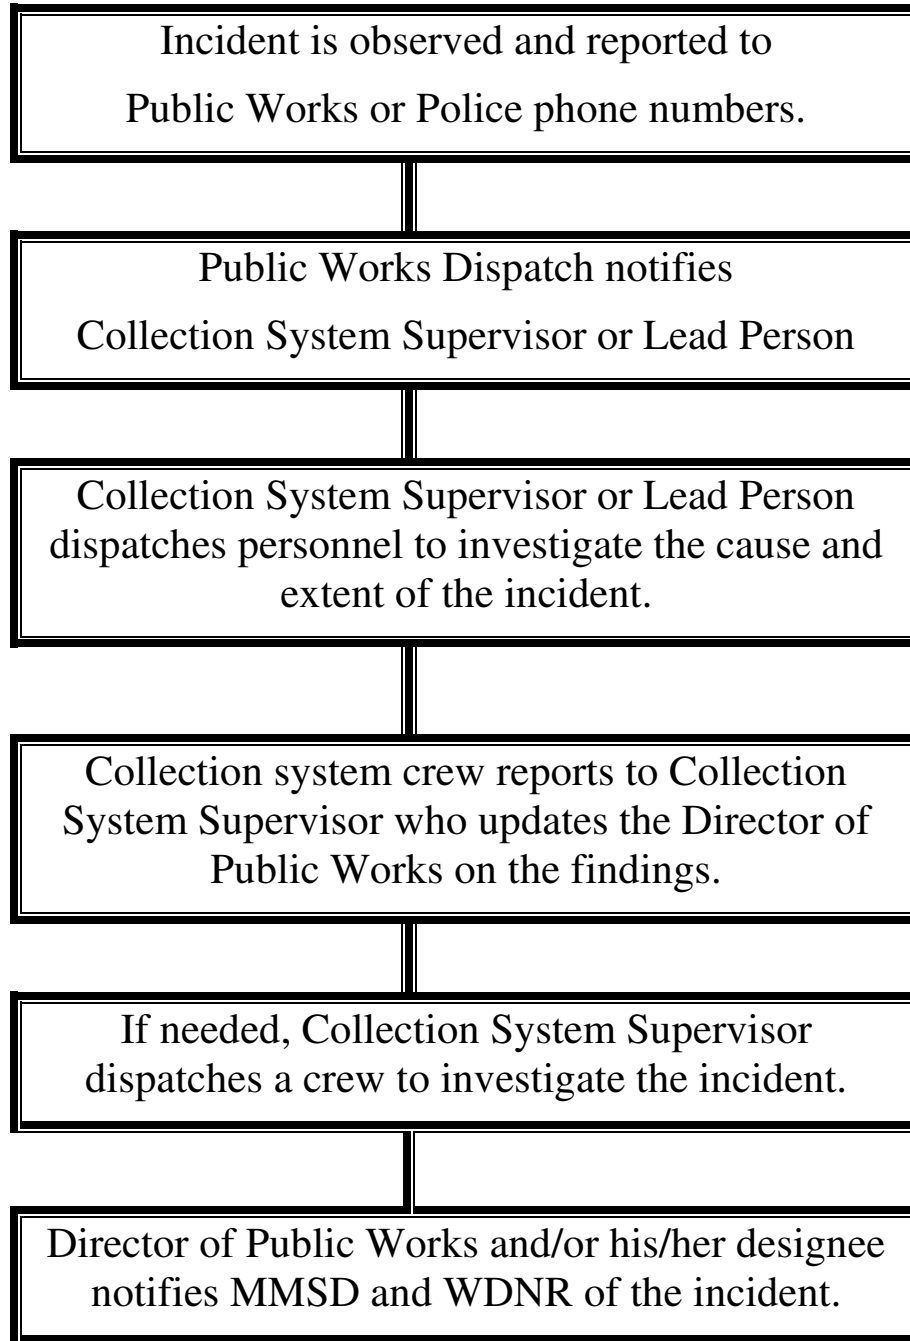 Incident is observed and reported to
Public Works or Police phone numbers.
Public Works Dispatch notifies
Collection System Supervisor or Lead Person
Collection System Supervisor or Lead Person
dispatches personnel to investigate the cause and
extent of the incident.
Collection system crew reports to Collection
System Supervisor who updates the Director of
Public Works on the findings.
If needed, Collection System Supervisor
dispatches a crew to investigate the incident.
Director of Public Works and/or his/her designee
notifies MMSD and WDNR of the incident.